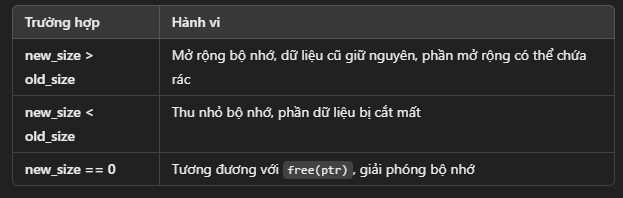 Trường hợp Hành vi
new_size > Mở rộng bộ nhớ, dữ liệu cũ giữ nguyên, phần mở rộng có thể chứa
old_size rác
new_size < Thu nhỏ bộ nhớ, phần dữ liệu bị cắt mất
old_size
new_size == 0 Tương đương với free(ptr), giải phóng bộ nhớ